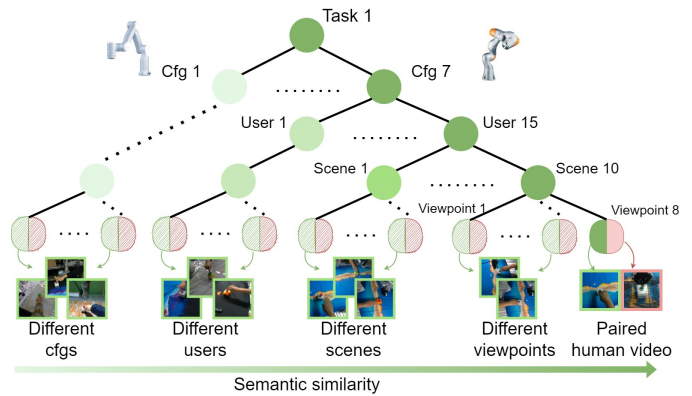 Task 1
Cfg 1
Cfg 7
User 1
User 15
Scene 1
Scene 10
Viewpoint 1
Viewpoint 8
Different
cfgs
Different
users
Different
scenes
Different
viewpoints
Paired
human video
Semantic similarity